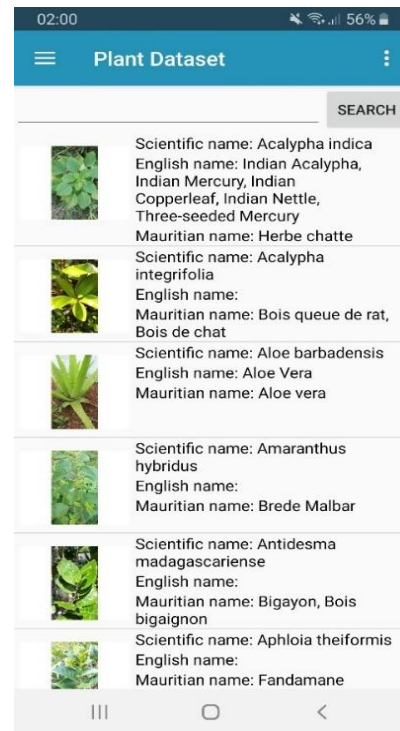 02:00 56%
Plant Dataset
SEARCH
Scientific name: Acalypha indica
English name: Indian Acalypha,
Indian Mercury, Indian
Copperleaf, Indian Nettle,
Three-seeded Mercury
Mauritian name: Herbe chatte
Scientific name: Acalypha
integrifolia
English name:
Mauritian name: Bois queue de rat,
Bois de chat
Scientific name: Aloe barbadensis
English name: Aloe Vera
Mauritian name: Aloe vera
Scientific name: Amaranthus
hybridus
English name:
Mauritian name: Brede Malbar
Scientific name: Antidesma
madagascariense
English name:
Mauritian name: Bigayon, Bois
bigaignon
Scientific name: Aphloia theiformis
English name:
Mauritian name: Fandamane